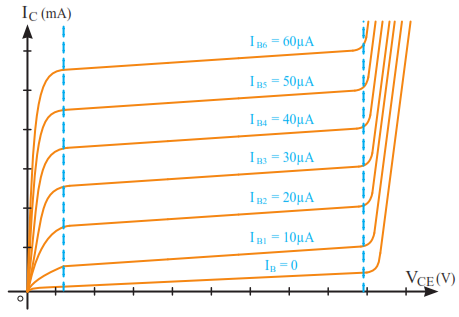 I_C (mA)
I_B6 = 60μA
I_B5 = 50μA
I_B4 = 40μA
I_B3 = 30μA
I_B2 = 20μA
I_B1 = 10μA
I_B = 0
V_CE (V)
o